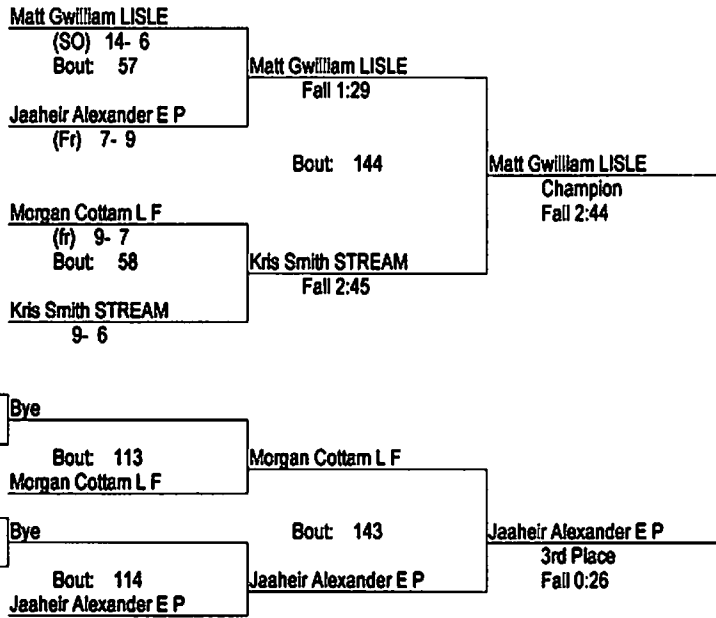 Matt Gwilliam LISLE
(SO) 14- 6
Bout: 57
Matt Gwilliam LISLE
Fall 1:29
Jaaheir Alexander E P
(Fr) 7- 9
Bout: 144
Matt Gwilliam LISLE
Champion
Fall 2:44
Morgan Cottam L F
(fr) 9- 7
Bout: 58
Kris Smith STREAM
Fall 2:45
Kris Smith STREAM
9- 6
Bye
Bout: 113
Morgan Cottam L F
Morgan Cottam L F
Bye
Bout: 143
Jaaheir Alexander E P
3rd Place
Fall 0:26
Bout: 114
Jaaheir Alexander E P
Jaaheir Alexander E P